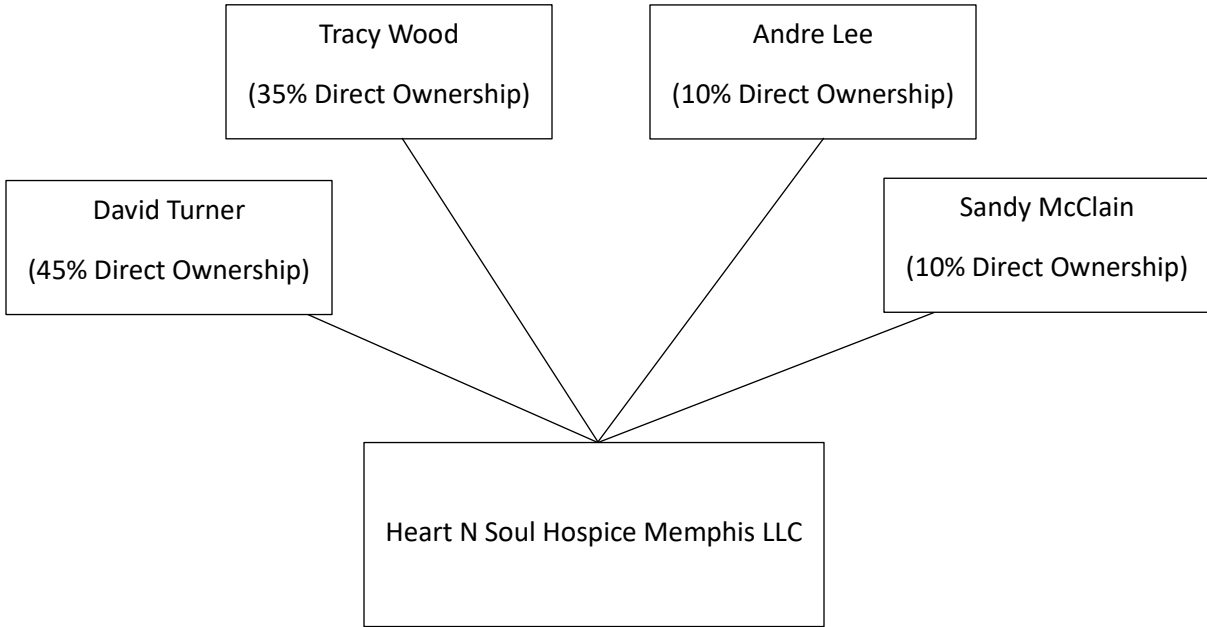 Tracy Wood
(35% Direct Ownership)
Andre Lee
(10% Direct Ownership)
David Turner
(45% Direct Ownership)
Sandy McClain
(10% Direct Ownership)
Heart N Soul Hospice Memphis LLC